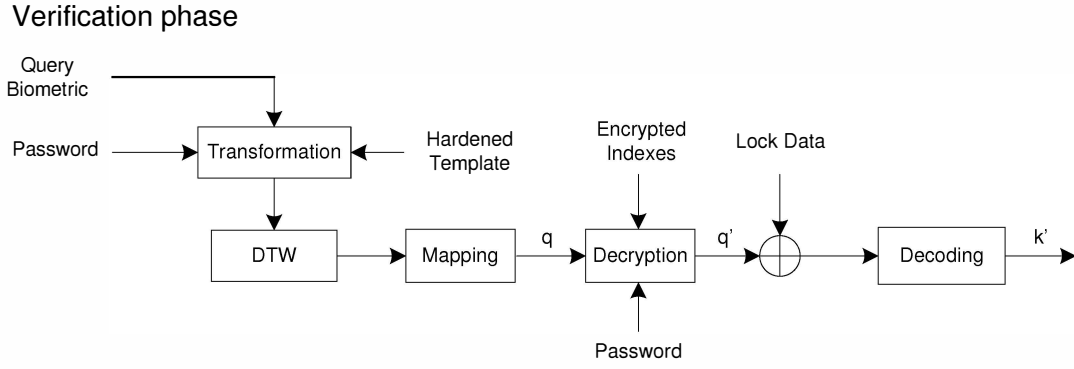 Verification phase
Query
Biometric
Password
Transformation
Hardened
Template
Encrypted
Indexes
Lock Data
DTW
Mapping
q
Decryption
q'
Decoding
k'
Password